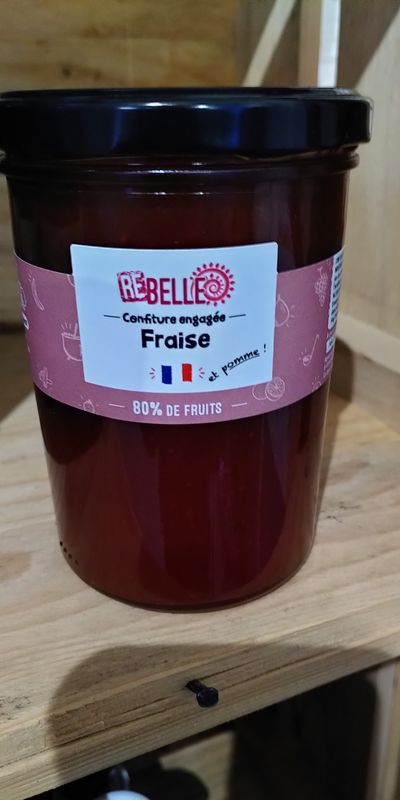 REBELLE
Confiture engagée
Fraise
et pomme !
80% DE FRUITS